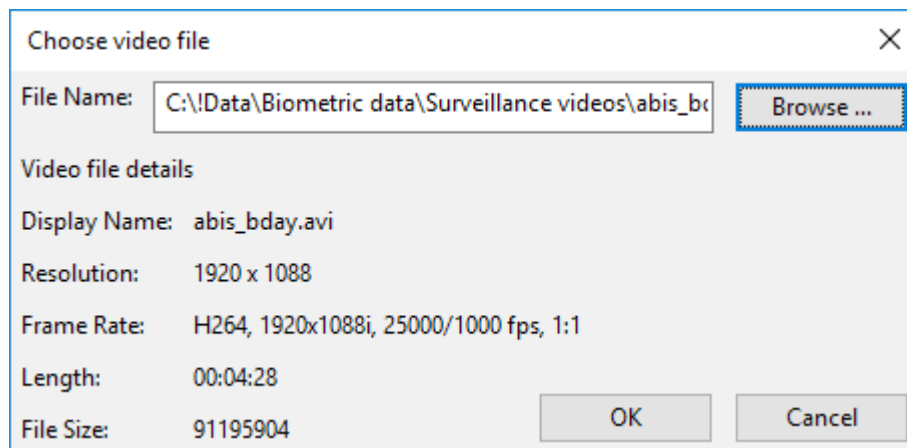 Choose video file
File Name: C:\!Data\Biometric data\Surveillance videos\abis_bd Browse ...
Video file details
Display Name: abis_bday.avi
Resolution: 1920 x 1088
Frame Rate: H264, 1920x1088i, 25000/1000 fps, 1:1
Length: 00:04:28
File Size: 91195904
OK Cancel